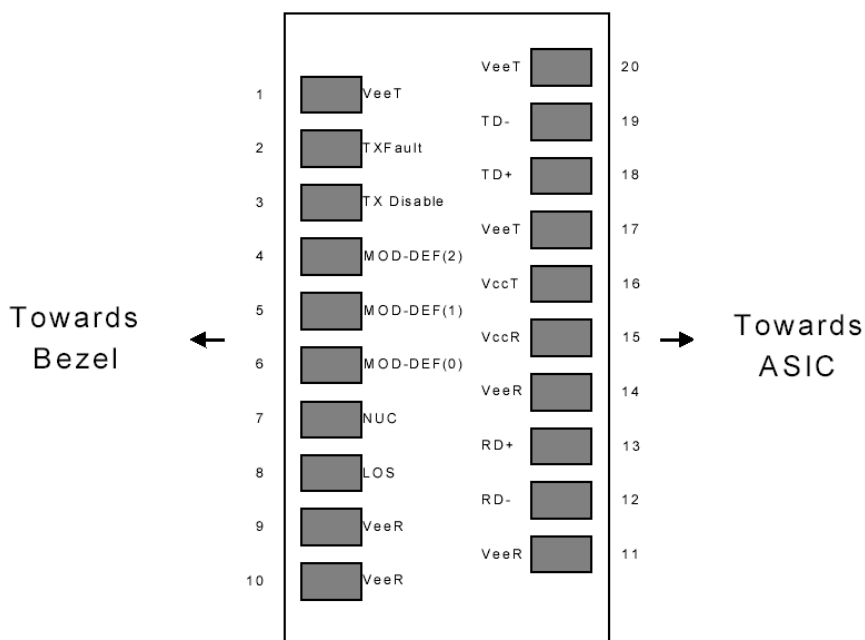 VeeT 20
1 VeeT
TD- 19
2 TXFault
TD+ 18
3 TX Disable
VeeT 17
4 MOD-DEF(2)
VccT 16
5 MOD-DEF(1)
Towards
Bezel
VccR 15
Towards
ASIC
6 MOD-DEF(0)
VeeR 14
7 NUC
RD+ 13
8 LOS
RD- 12
9 VeeR
VeeR 11
10 VeeR